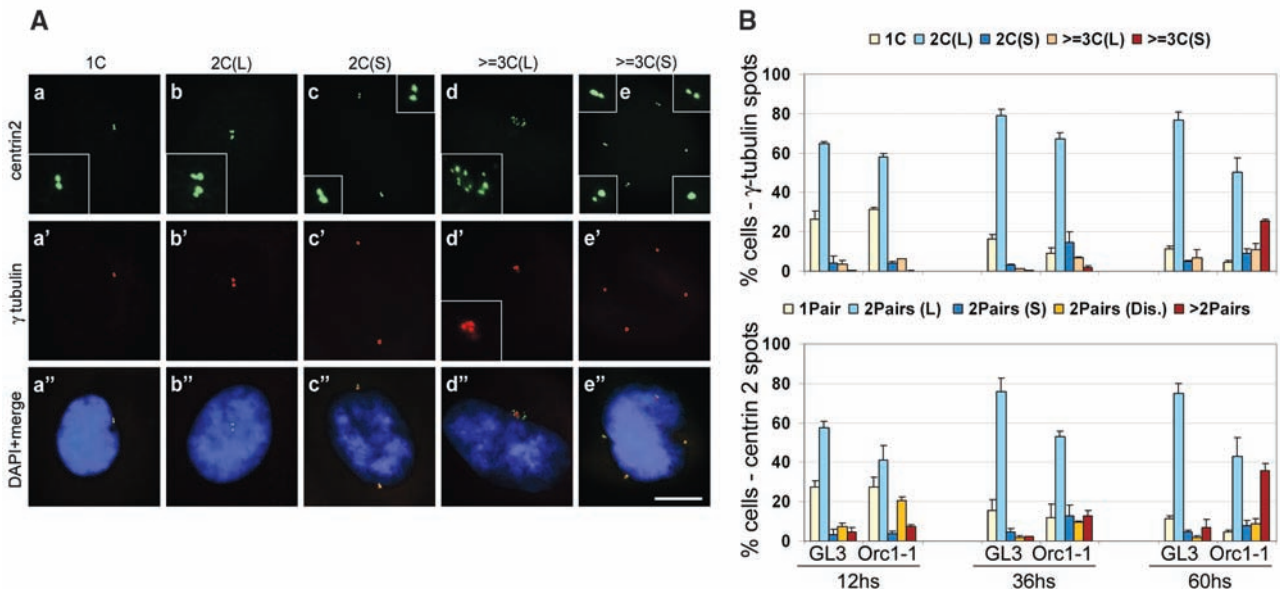 A
1C 2C(L) 2C(S) >=3C(L) >=3C(S)
centrin2
a b c d e
γ tubulin
a’ b’ c’ d’ e’
DAPI+merge
a’’ b’’ c’’ d’’ e’’
B
1C 2C(L) 2C(S) >=3C(L) >=3C(S)
% cells - γ-tubulin spots
100
80
60
40
20
0
1Pair 2Pairs (L) 2Pairs (S) 2Pairs (Dis.) >2Pairs
% cells - centrin 2 spots
100
80
60
40
20
0
GL3 Orc1-1 GL3 Orc1-1 GL3 Orc1-1
12hs 36hs 60hs